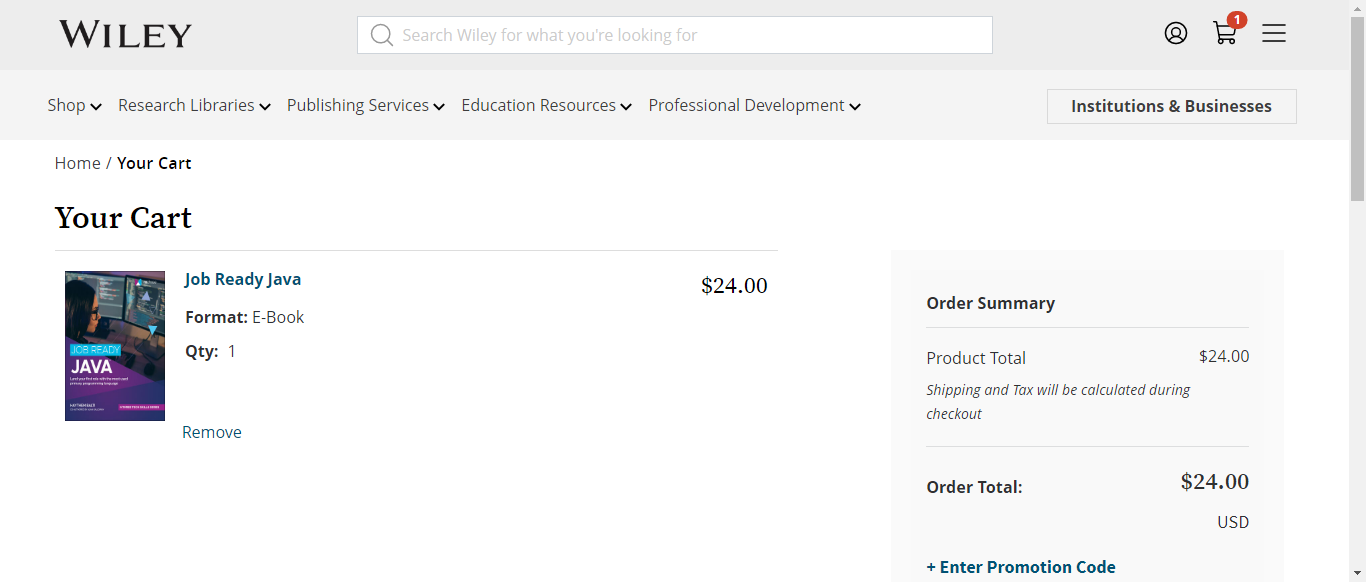 WILEY
Search Wiley for what you're looking for
1
Shop
Research Libraries
Publishing Services
Education Resources
Professional Development
Institutions & Businesses
Home / Your Cart
Your Cart
JOB READY
JAVA
Job Ready Java
$24.00
Format: E-Book
Qty: 1
Remove
Order Summary
Product Total
$24.00
Shipping and Tax will be calculated during
checkout
Order Total:
$24.00
USD
+ Enter Promotion Code